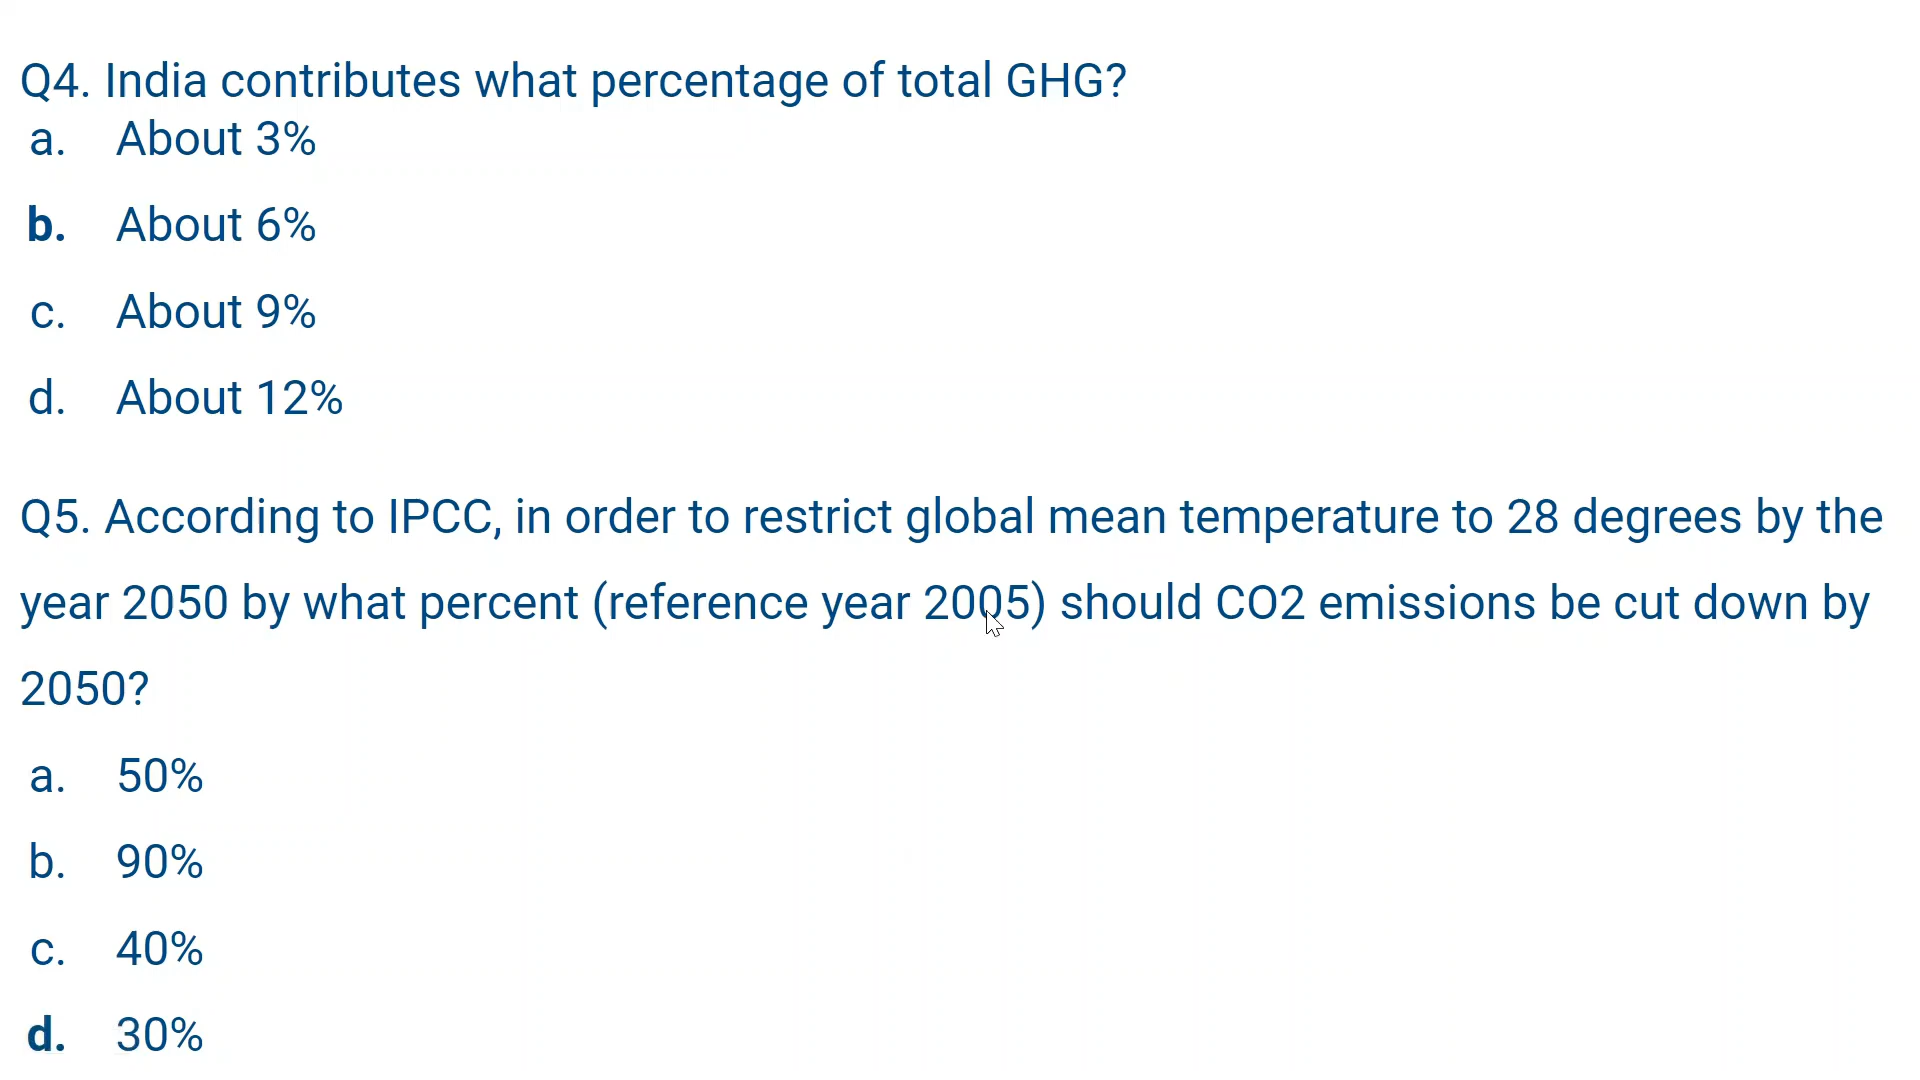 Q4. India contributes what percentage of total GHG?
a. About 3%
b. About 6%
c. About 9%
d. About 12%
Q5. According to IPCC, in order to restrict global mean temperature to 28 degrees by the
year 2050 by what percent (reference year 2005) should CO2 emissions be cut down by
2050?
a. 50%
b. 90%
c. 40%
d. 30%